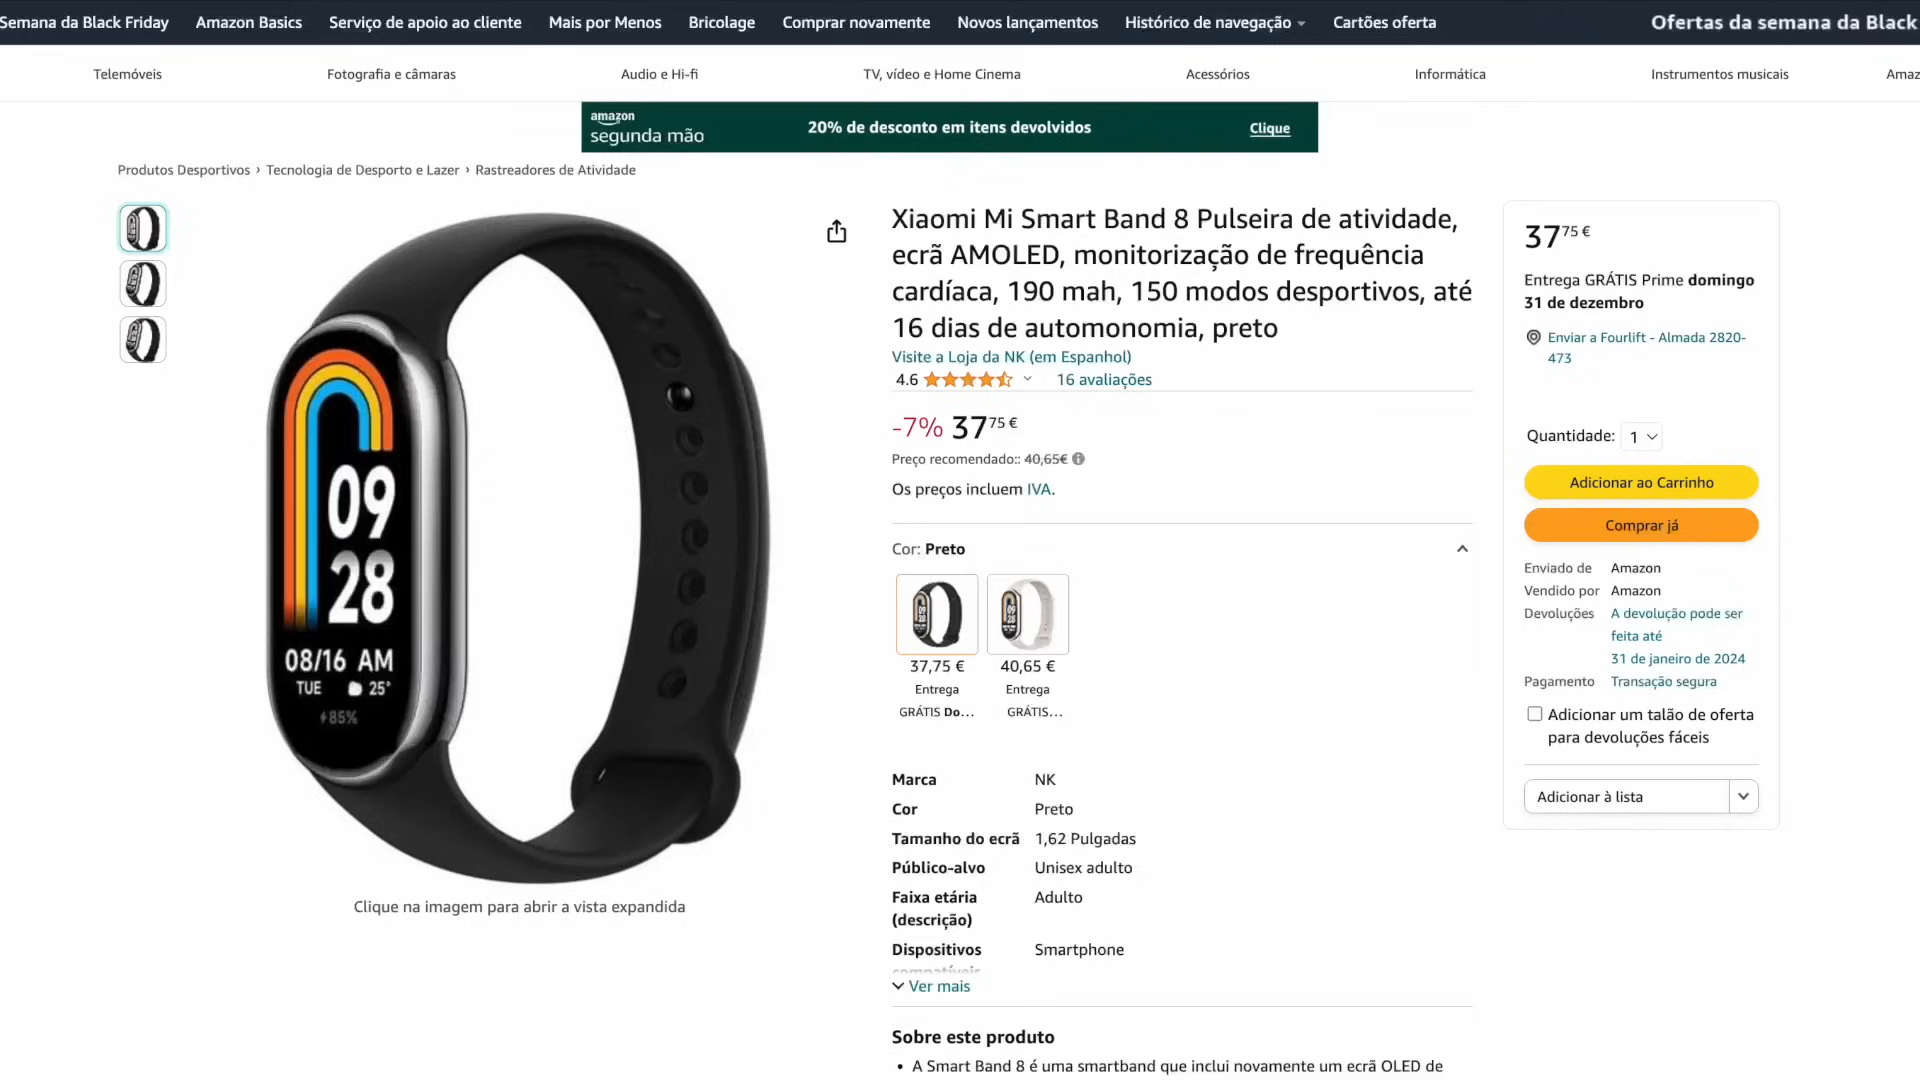 Semana da Black Friday Amazon Basics Serviço de apoio ao cliente Mais por Menos Bricolage Comprar novamente Novos lançamentos Histórico de navegação Cartões oferta Ofertas da semana da Black
Telemóveis Fotografia e câmaras Audio e Hi-fi TV, vídeo e Home Cinema Acessórios Informática Instrumentos musicais Amaz
amazon
segunda mão
20% de desconto em itens devolvidos
Clique
Produtos Desportivos › Tecnologia de Desporto e Lazer › Rastreadores de Atividade
09
28
08/16 AM
TUE 25°
85%
Clique na imagem para abrir a vista expandida
Xiaomi Mi Smart Band 8 Pulseira de atividade,
ecrã AMOLED, monitorização de frequência
cardíaca, 190 mah, 150 modos desportivos, até
16 dias de automonomia, preto
Visite a Loja da NK (em Espanhol)
4.6 16 avaliações
-7% 37 75 €
Preço recomendado:: 40,65€
Os preços incluem IVA.
Cor: Preto
37,75 € 40,65 €
Entrega Entrega
GRÁTIS Do... GRÁTIS...
Marca NK
Cor Preto
Tamanho do ecrã 1,62 Pulgadas
Público-alvo Unisex adulto
Faixa etária Adulto
(descrição)
Dispositivos Smartphone
compatíveis
Ver mais
Sobre este produto
• A Smart Band 8 é uma smartband que inclui novamente um ecrã OLED de
37 75 €
Entrega GRÁTIS Prime domingo
31 de dezembro
Enviar a Fourlift - Almada 2820-
473
Quantidade: 1
Adicionar ao Carrinho
Comprar já
Enviado de Amazon
Vendido por Amazon
Devoluções A devolução pode ser
feita até
31 de janeiro de 2024
Pagamento Transação segura
Adicionar um talão de oferta
para devoluções fáceis
Adicionar à lista